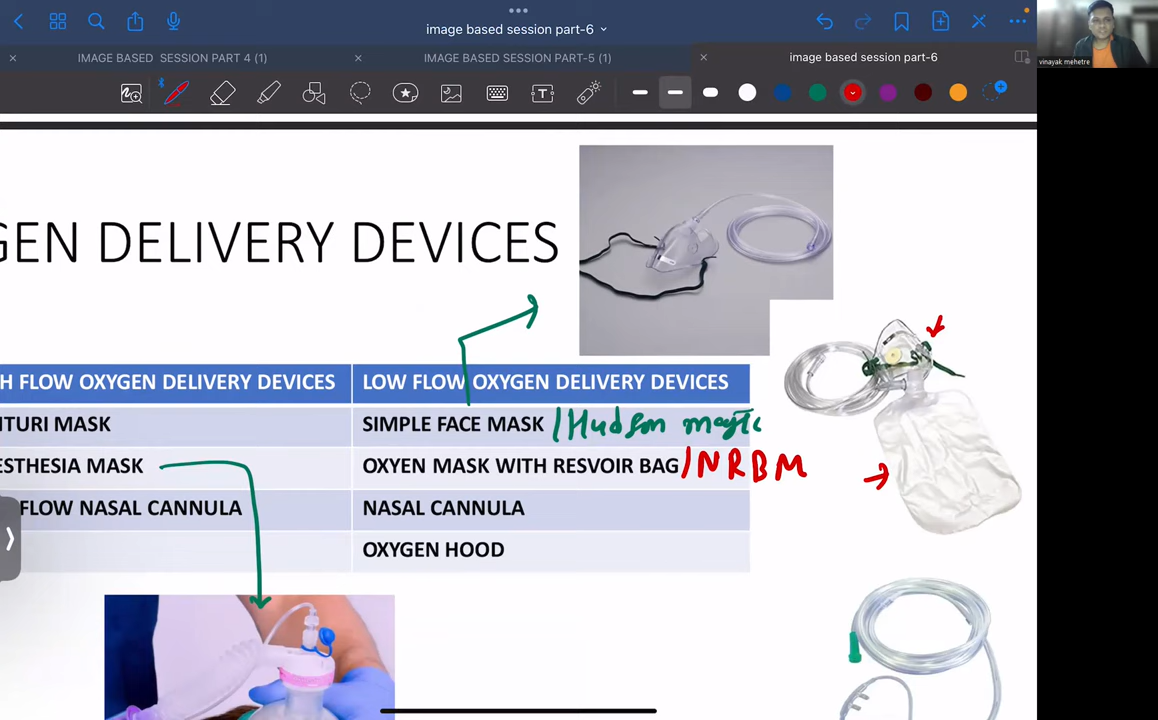 image based session part-6
IMAGE BASED SESSION PART 4 (1)
IMAGE BASED SESSION PART-5 (1)
image based session part-6
vinayak mehetre
GEN DELIVERY DEVICES
H FLOW OXYGEN DELIVERY DEVICES
LOW FLOW OXYGEN DELIVERY DEVICES
NTURI MASK
SIMPLE FACE MASK /Hudson
ESTHESIA MASK
OXYEN MASK WITH RESVOIR BAG/NRBM
FLOW NASAL CANNULA
NASAL CANNULA
OXYGEN HOOD